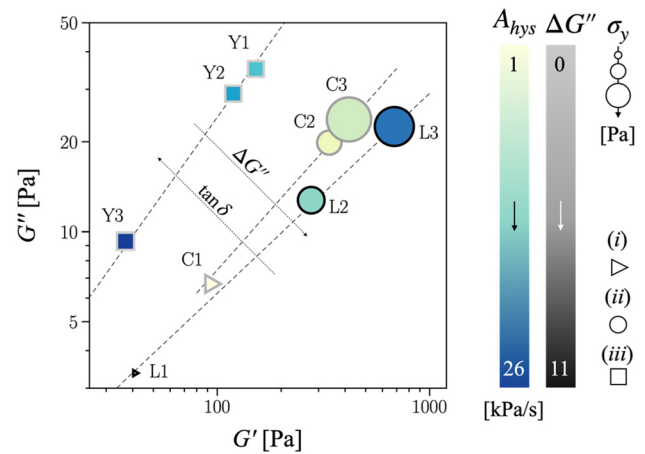 A_hys ΔG″ σ_y
50
20
10
5
G″ [Pa]
Y1
Y2
Y3
C3
C2
L3
L2
C1
L1
ΔG″
tan δ
100
1000
G′ [Pa]
1
0
26
11
[kPa/s]
[Pa]
(i)
(ii)
(iii)